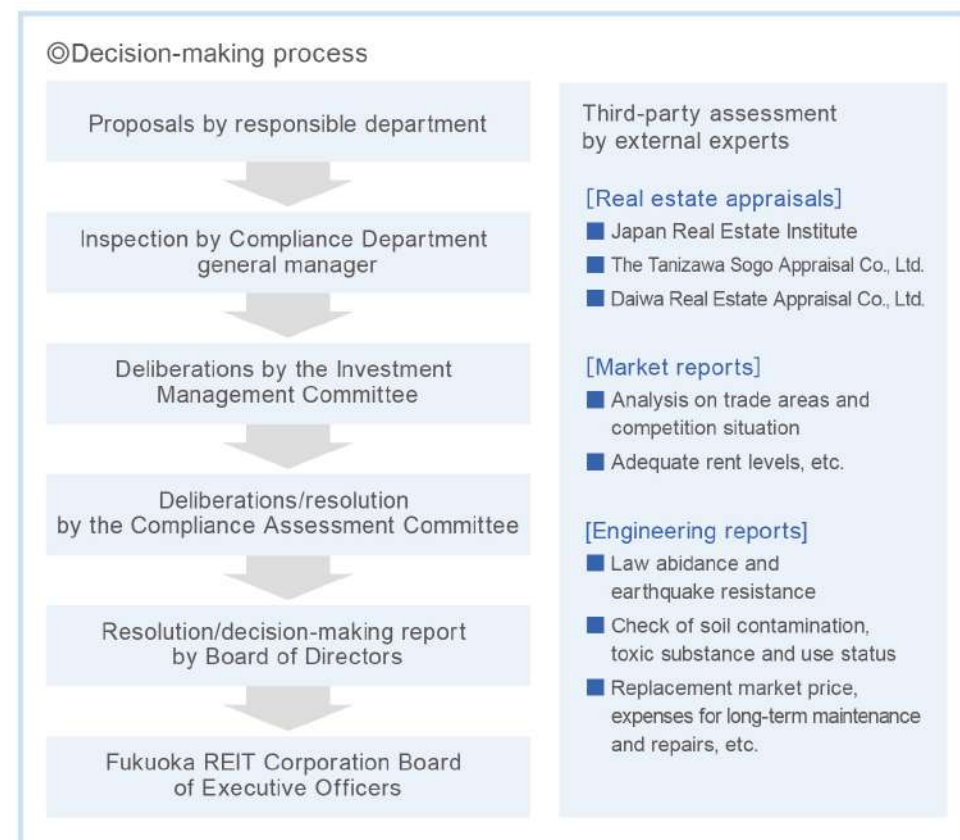 ◎Decision-making process
Proposals by responsible department
Inspection by Compliance Department
general manager
Deliberations by the Investment
Management Committee
Deliberations/resolution
by the Compliance Assessment Committee
Resolution/decision-making report
by Board of Directors
Fukuoka REIT Corporation Board
of Executive Officers
Third-party assessment
by external experts
[Real estate appraisals]
■ Japan Real Estate Institute
■ The Tanizawa Sogo Appraisal Co., Ltd.
■ Daiwa Real Estate Appraisal Co., Ltd.
[Market reports]
■ Analysis on trade areas and
competition situation
■ Adequate rent levels, etc.
[Engineering reports]
■ Law abidance and
earthquake resistance
■ Check of soil contamination,
toxic substance and use status
■ Replacement market price,
expenses for long-term maintenance
and repairs, etc.